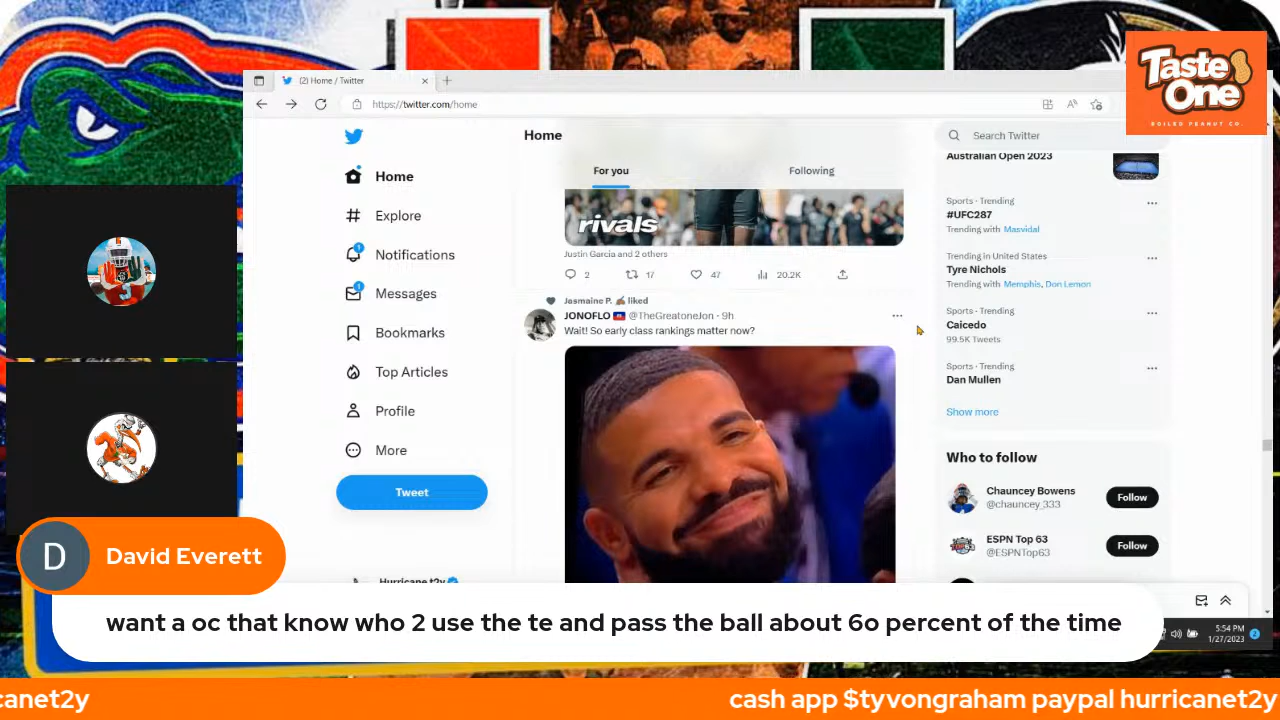 Taste
One
BOILED PEANUT CO.
(2) Home / Twitter
https://twitter.com/home
Home
For you
Following
Search Twitter
Home
Explore
1
Notifications
1
Messages
Bookmarks
Top Articles
Profile
More
Tweet
Hurricane t2y
rivals
Justin Garcia and 2 others
2
17
47
20.2K
Jasmaine P. liked
JONOFLO @TheGreatoneJon · 9h
Wait! So early class rankings matter now?
Australian Open 2023
Sports · Trending
#UFC287
Trending with Masvidal
Trending in United States
Tyre Nichols
Trending with Memphis, Don Lemon
Sports · Trending
Caicedo
99.5K Tweets
Sports · Trending
Dan Mullen
Show more
Who to follow
Chauncey Bowens
@chauncey_333
Follow
ESPN Top 63
@ESPNTop63
Follow
5:54 PM
1/27/2023
2
D
David Everett
want a oc that know who 2 use the te and pass the ball about 6o percent of the time
canet2y
cash app $tyvongraham paypal hurricanet2y